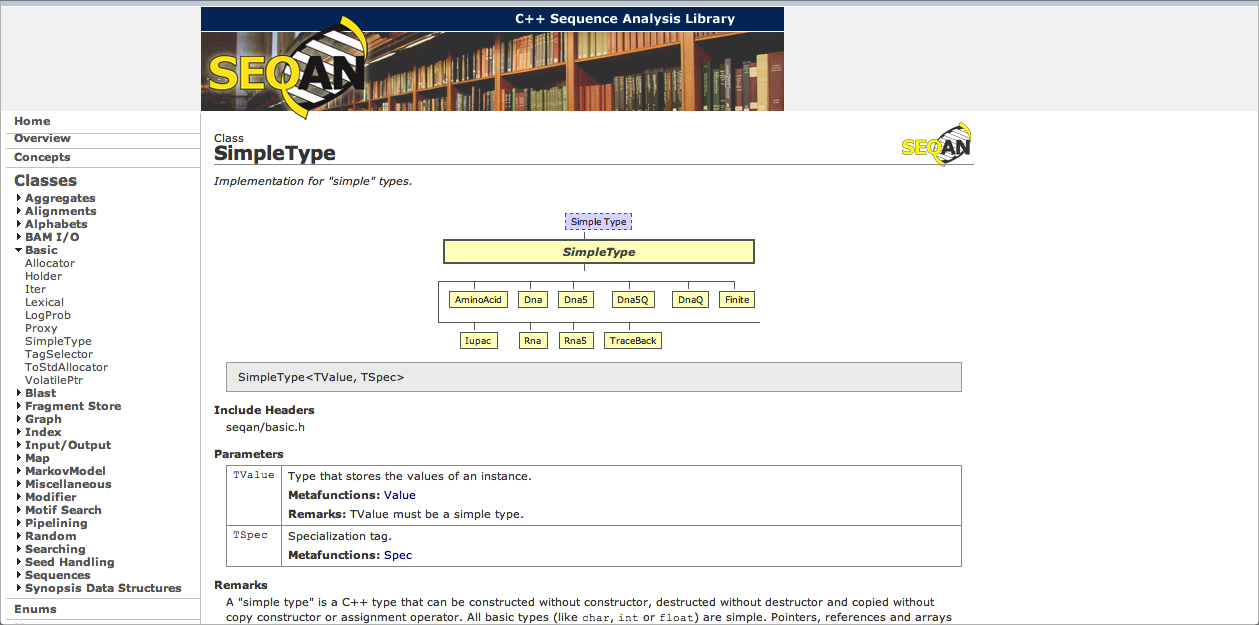 C++ Sequence Analysis Library
SEQAN
Home
Overview
Concepts
Classes
Aggregates
Alignments
Alphabets
BAM I/O
Basic
Allocator
Holder
Iter
Lexical
LogProb
Proxy
SimpleType
TagSelector
ToStdAllocator
VolatilePtr
Blast
Fragment Store
Graph
Index
Input/Output
Map
MarkovModel
Miscellaneous
Modifier
Motif Search
Pipelining
Random
Searching
Seed Handling
Sequences
Synopsis Data Structures
Enums
Class
SimpleType
SEQAN
Implementation for "simple" types.
Simple Type
SimpleType
AminoAcid Dna Dna5 Dna5Q DnaQ Finite
Iupac Rna Rna5 TraceBack
SimpleType<TValue, TSpec>
Include Headers
seqan/basic.h
Parameters
TValue Type that stores the values of an instance.
Metafunctions: Value
Remarks: TValue must be a simple type.
TSpec Specialization tag.
Metafunctions: Spec
Remarks
A "simple type" is a C++ type that can be constructed without constructor, destructed without destructor and copied without
copy constructor or assignment operator. All basic types (like char, int or float) are simple. Pointers, references and arrays